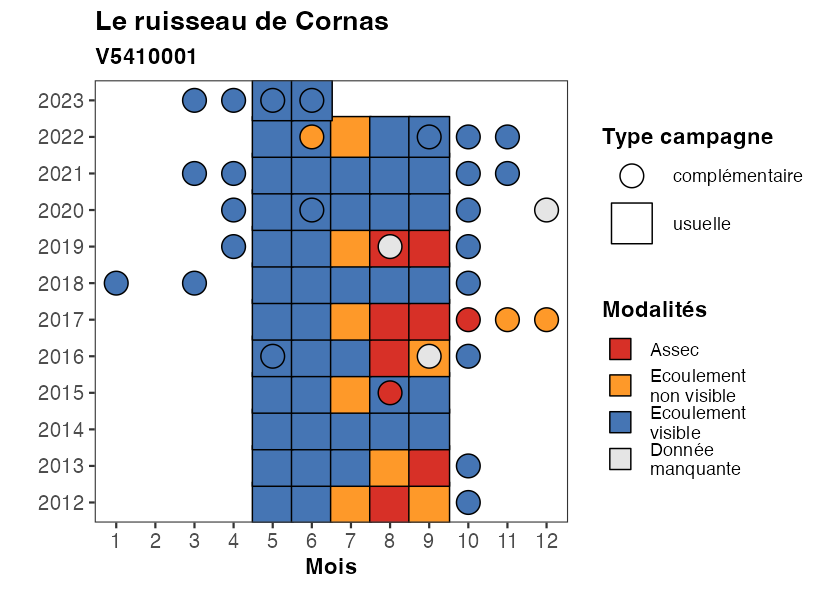 Le ruisseau de Cornas
V5410001
2023
2022
2021
2020
2019
2018
2017
2016
2015
2014
2013
2012
1 2 3 4 5 6 7 8 9 10 11 12
Mois
Type campagne
complémentaire
usuelle
Modalités
Assec
Ecoulement
non visible
Ecoulement
visible
Donnée
manquante